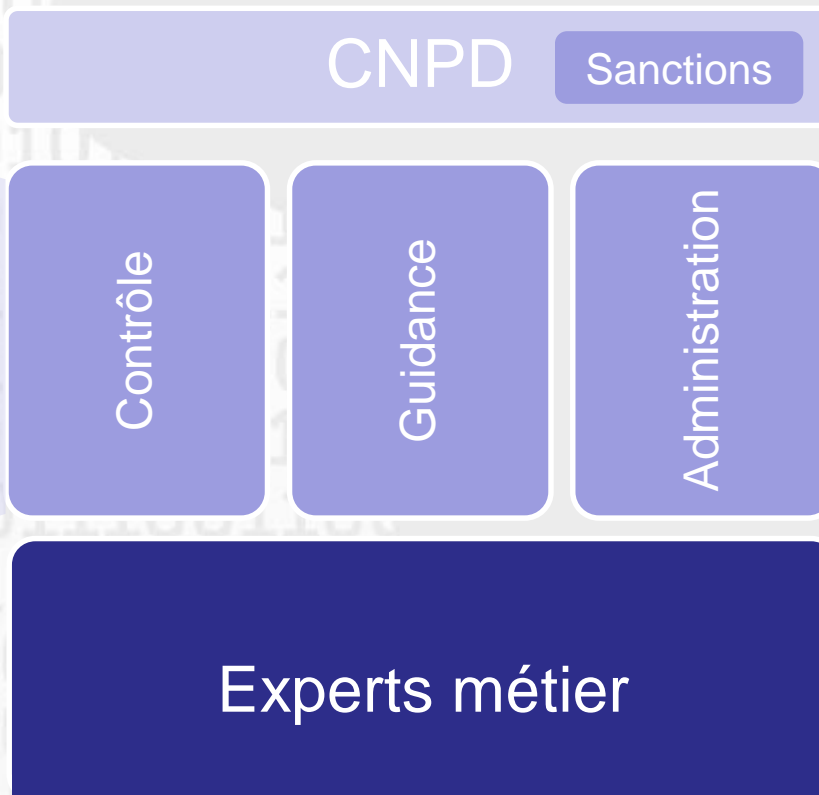 CNPD
Sanctions
Contrôle
Guidance
Administration
Experts métier